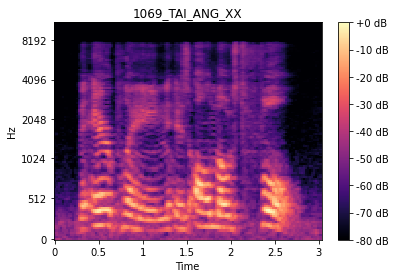 1069_TAI_ANG_XX
8192
4096
2048
1024
512
0
Hz
0
0.5
1
1.5
2
2.5
3
Time
+0 dB
-10 dB
-20 dB
-30 dB
-40 dB
-50 dB
-60 dB
-70 dB
-80 dB